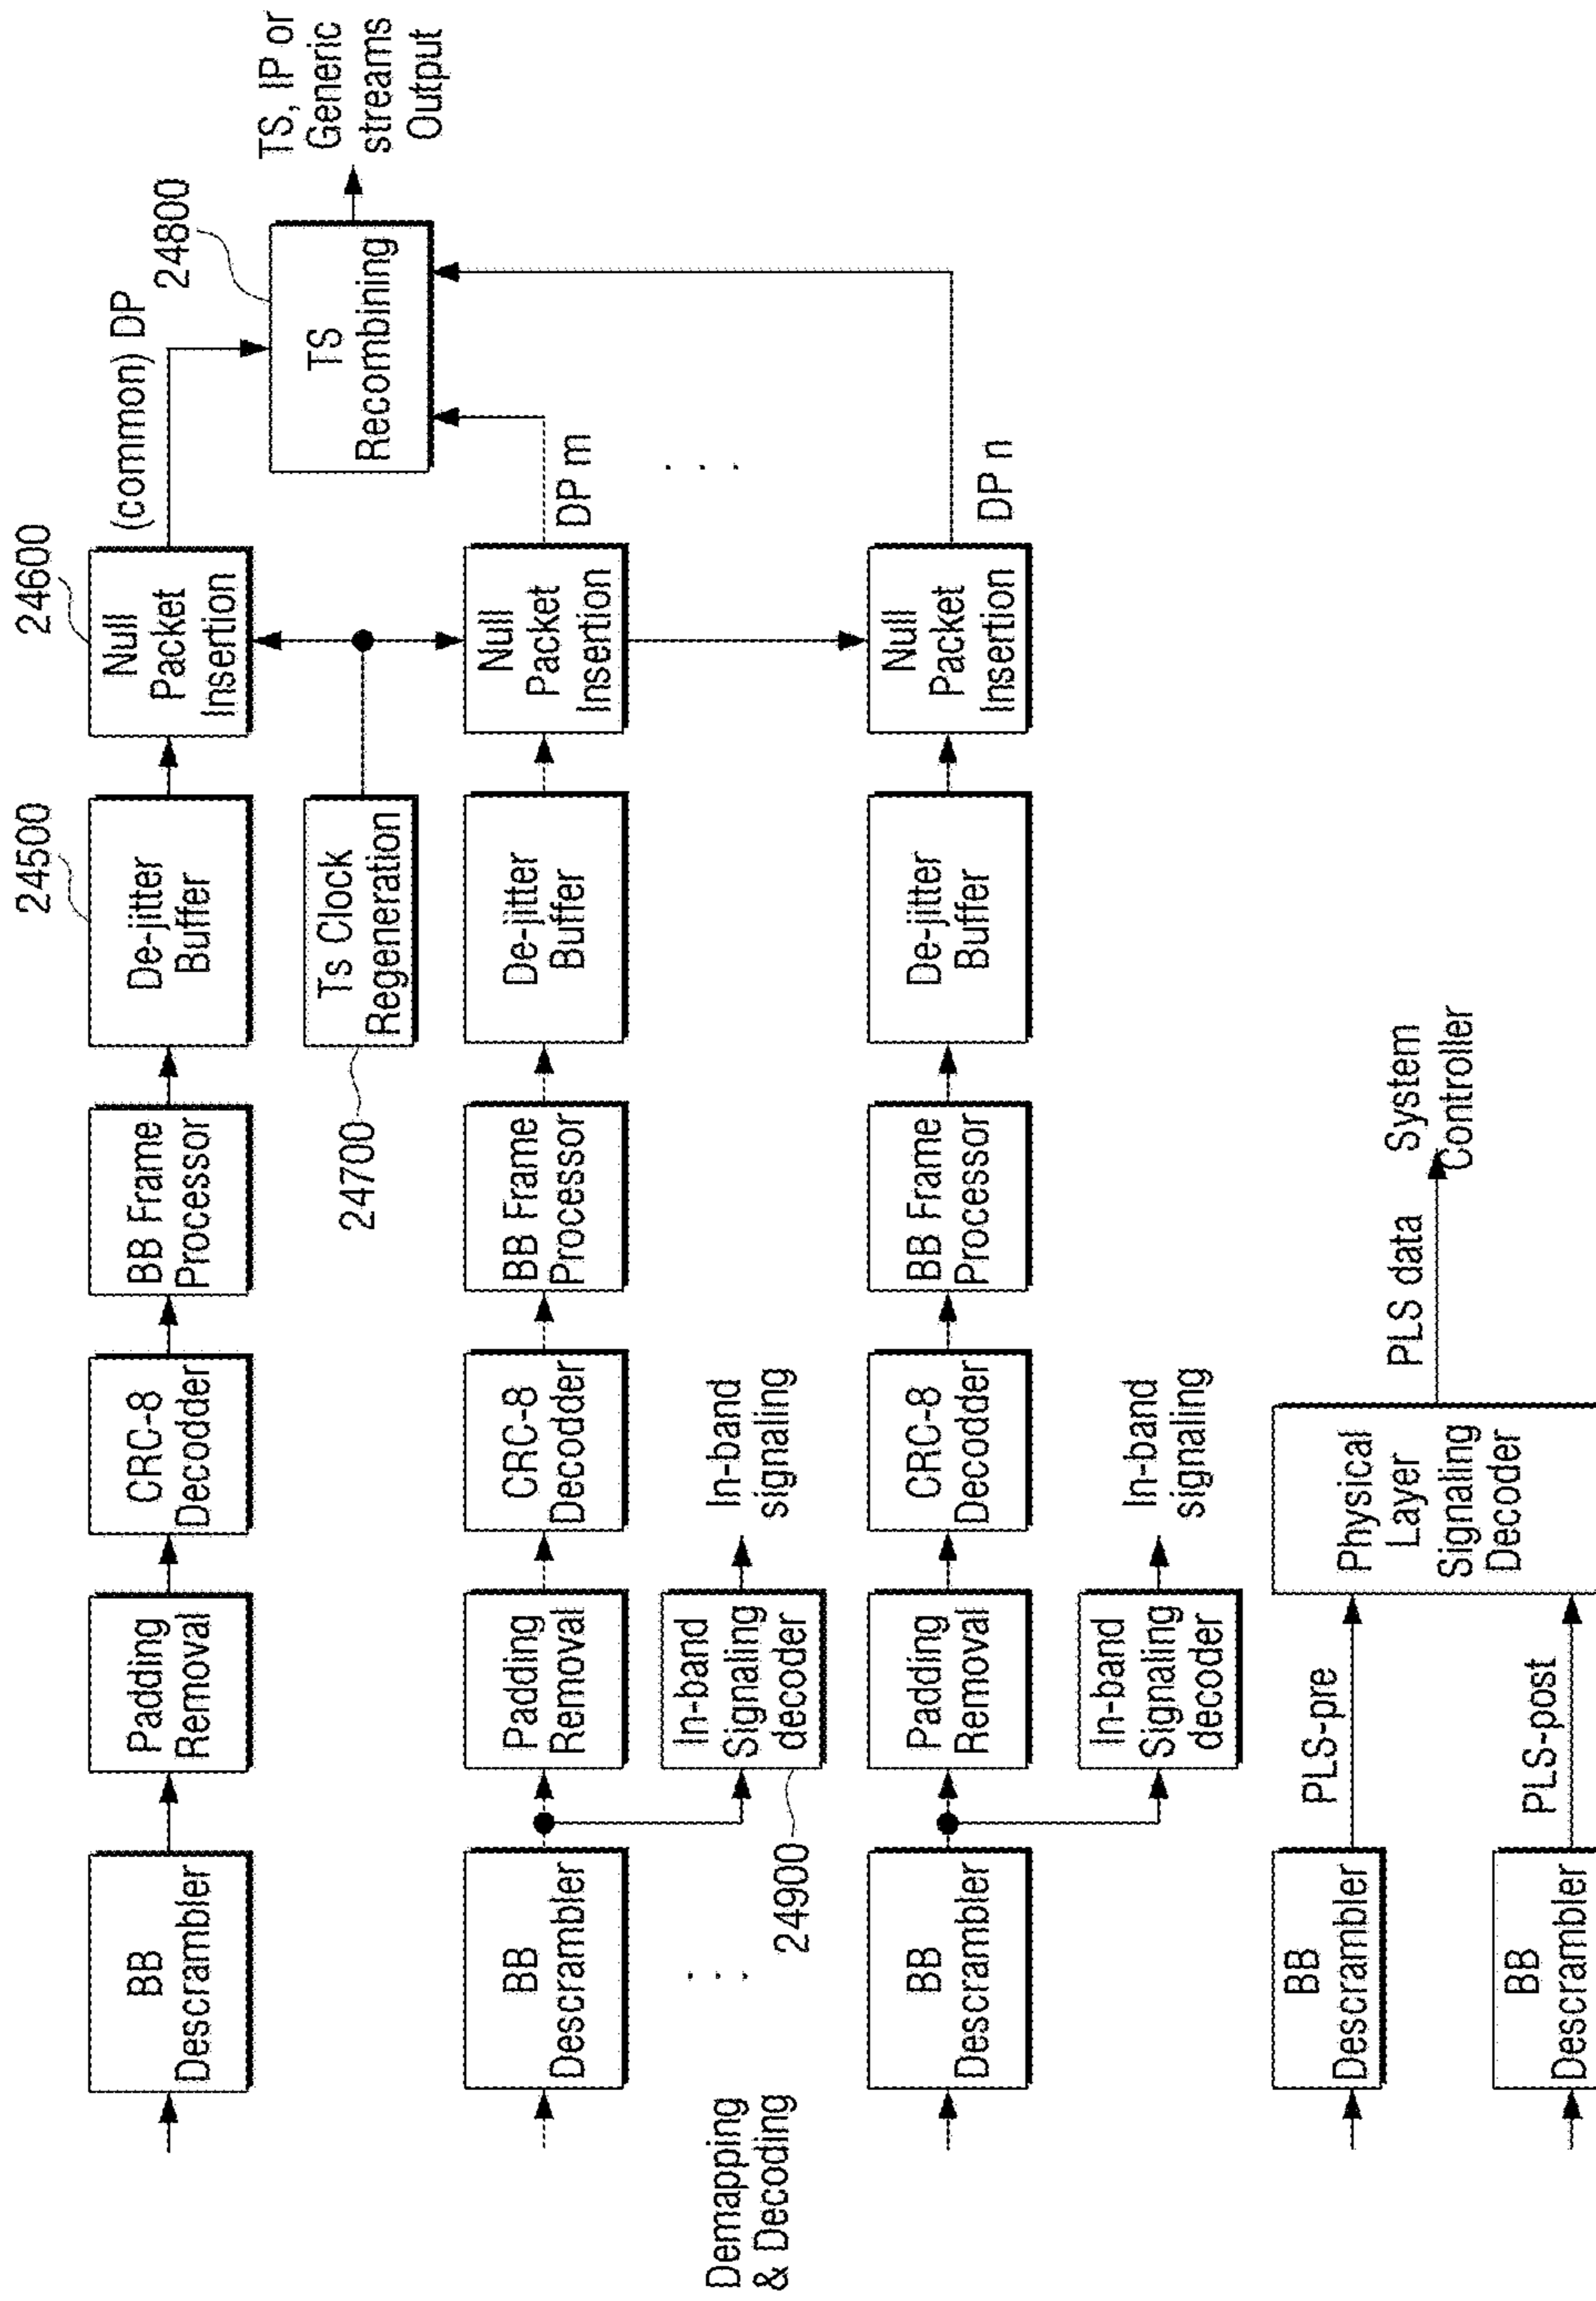 BB
Descrambler
Padding
Removal
CRC-8
Decodder
BB Frame
Processor
24500
De-jitter
Buffer
24600
Null
Packet
Insertion
(common) DP
24800
TS
Recombining
TS, IP or
Generic
streams
Output
24700
Ts Clock
Regeneration
BB
Descrambler
Padding
Removal
CRC-8
Decodder
BB Frame
Processor
De-jitter
Buffer
Null
Packet
Insertion
DP m
. . .
24900
In-band
Signaling
decoder
In-band
signaling
. . .
Demapping
& Decoding
BB
Descrambler
Padding
Removal
CRC-8
Decodder
BB Frame
Processor
De-jitter
Buffer
Null
Packet
Insertion
DP n
In-band
Signaling
decoder
In-band
signaling
BB
Descrambler
PLS-pre
Physical
Layer
Signaling
Decoder
PLS data
System
Controller
BB
Descrambler
PLS-post